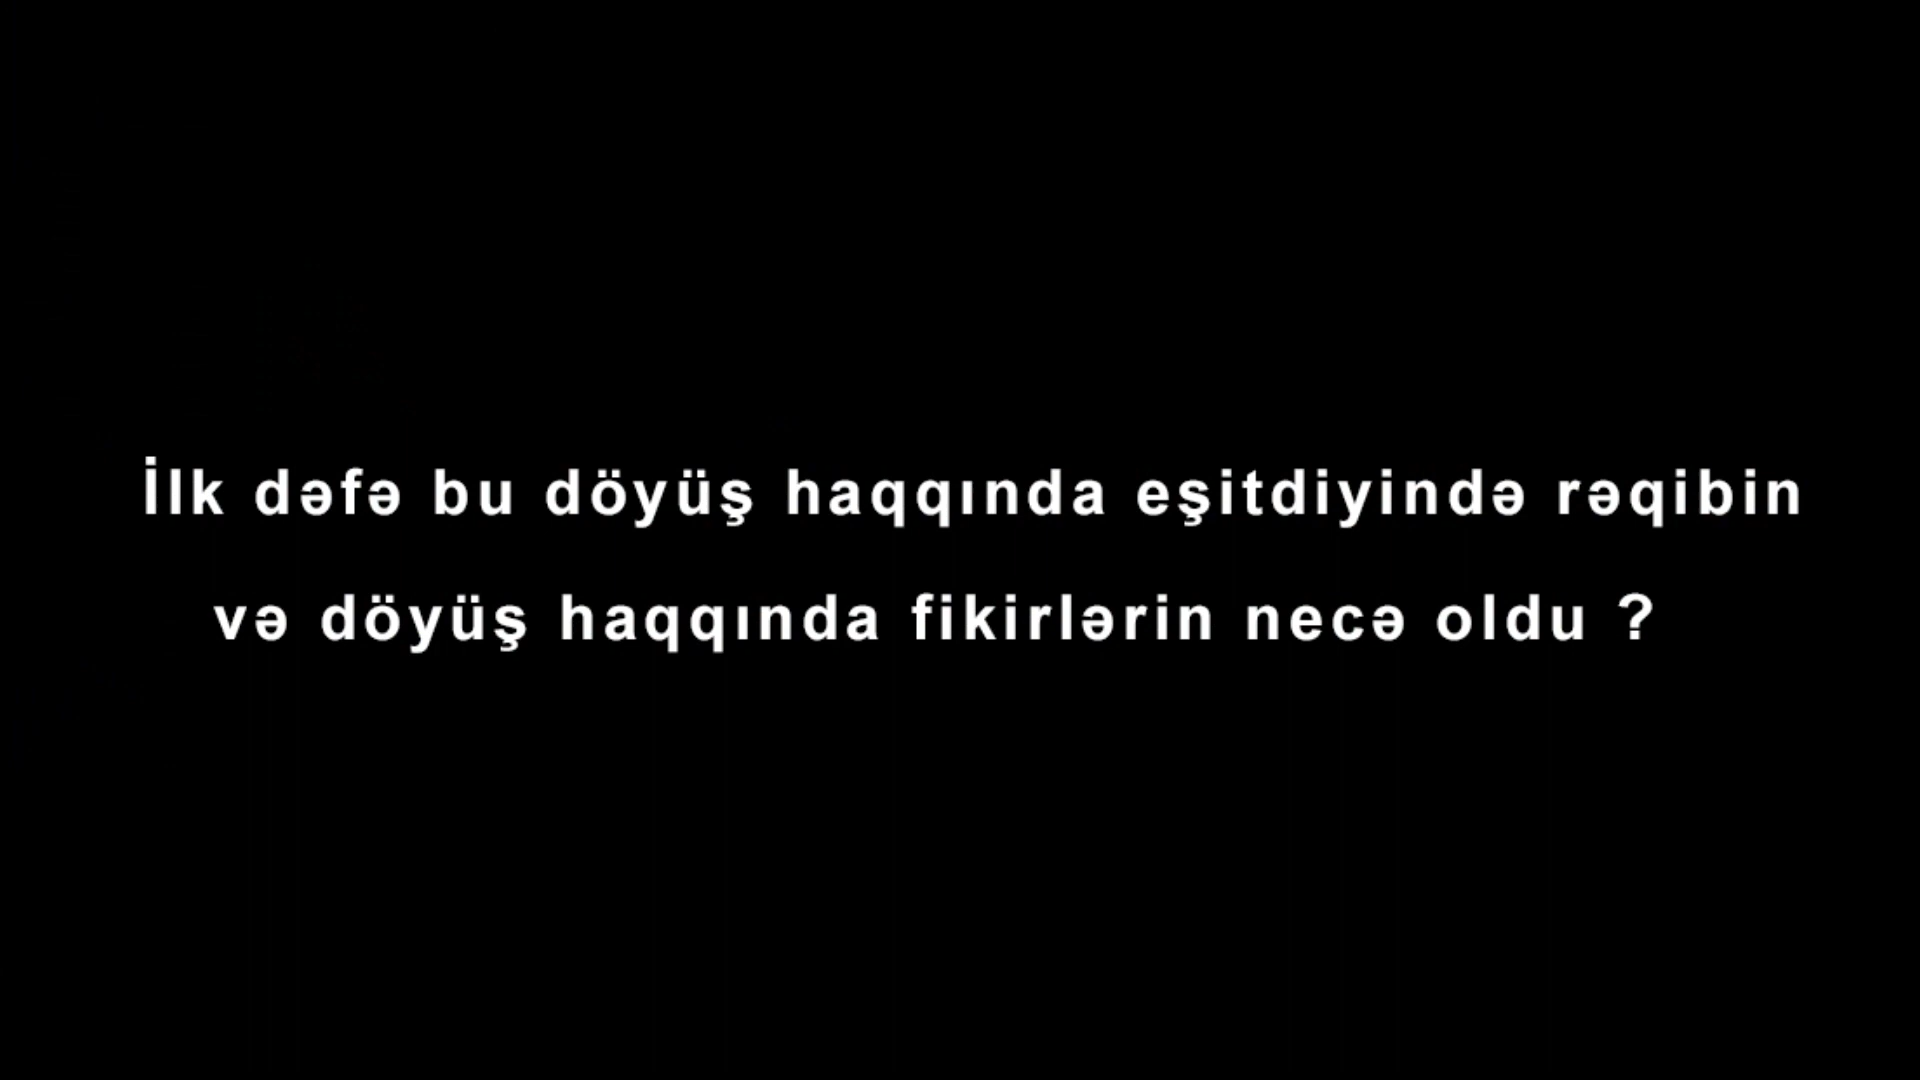 İlk dəfə bu döyüş haqqında eşitdiyində rəqibin
və döyüş haqqında fikirlərin necə oldu ?